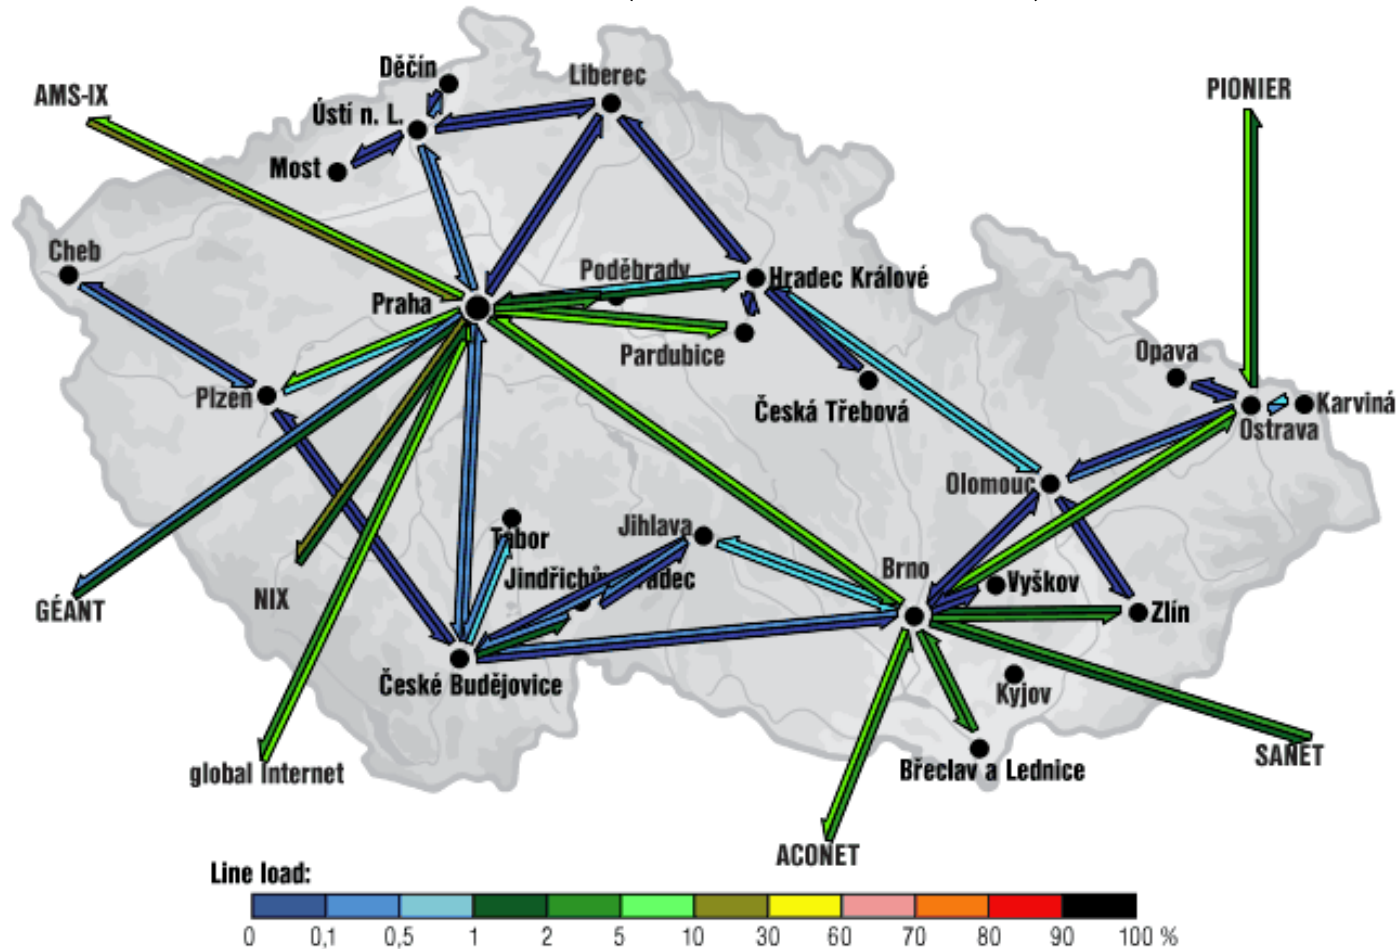 Děčín
Liberec
AMS-IX
PIONIER
Ústí n. L.
Most
Cheb
Poděbrady
Hradec Králové
Praha
Pardubice
Opava
Plzeň
Česká Třebová
Karviná
Ostrava
Olomouc
Jihlava
Tábor
Brno
Jindřichův Hradec
Vyškov
NIX
GÉANT
Zlín
České Budějovice
Kyjov
SANET
global Internet
Břeclav a Lednice
ACONET
Line load:
0 0,1 0,5 1 2 5 10 30 60 70 80 90 100 %